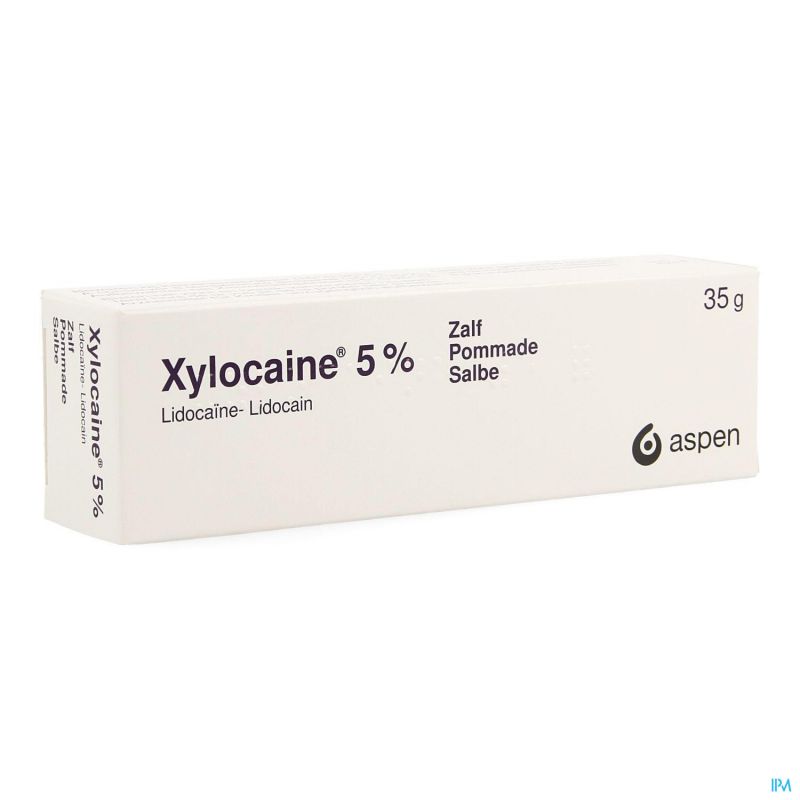 Xylocaine® 5%
Lidocaïne- Lidocain
Zalf
Pommade
Salbe
35 g
aspen
Xylocaine® 5%
Lidocaïne- Lidocain
Zalf
Pommade
Salbe
IPM